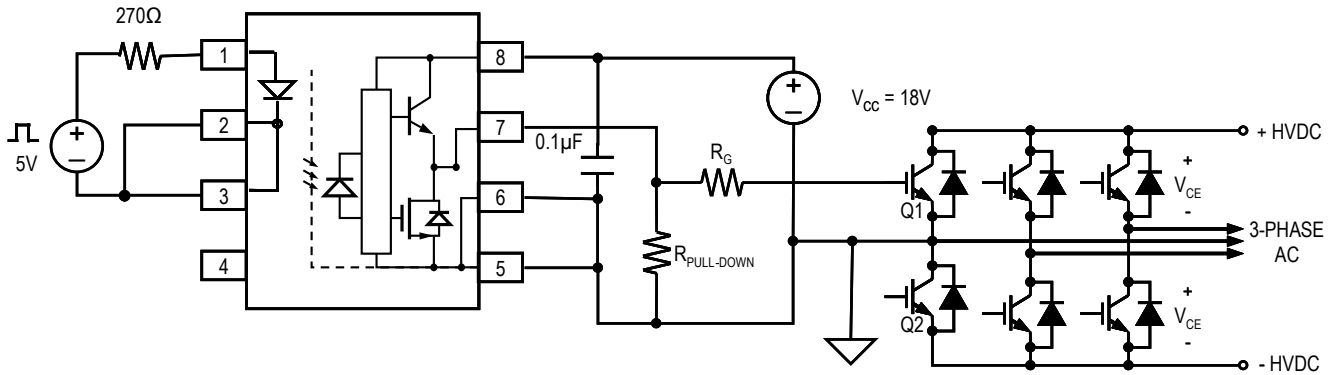 270Ω
5V
1
2
3
4
8
7
6
5
0.1µF
V_CC = 18V
R_G
R_PULL-DOWN
+
-
+
-
Q1
Q2
+ HVDC
+
V_CE
-
3-PHASE
AC
+
V_CE
-
- HVDC